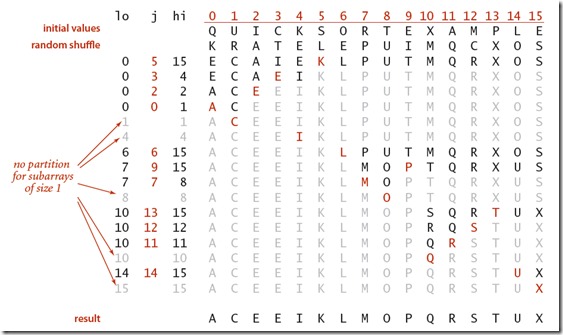 lo j hi 0 1 2 3 4 5 6 7 8 9 10 11 12 13 14 15
initial values Q U I C K S O R T E X A M P L E
random shuffle K R A T E L E P U I M Q C X O S
0 5 15 E C A I E K L P U T M Q R X O S
0 3 4 E C A E I K L P U T M Q R X O S
0 2 2 A C E E I K L P U T M Q R X O S
0 0 1 A C E E I K L P U T M Q R X O S
1 1 A C E E I K L P U T M Q R X O S
4 4 A C E E I K L P U T M Q R X O S
6 6 15 A C E E I K L P U T M Q R X O S
7 9 15 A C E E I K L M O P T Q R X U S
7 7 8 A C E E I K L M O P T Q R X U S
8 8 A C E E I K L M O P T Q R X U S
10 13 15 A C E E I K L M O P S Q R T U X
10 12 12 A C E E I K L M O P R Q S T U X
10 11 11 A C E E I K L M O P Q R S T U X
10 10 A C E E I K L M O P Q R S T U X
14 14 15 A C E E I K L M O P Q R S T U X
15 15 A C E E I K L M O P Q R S T U X
no partition
for subarrays
of size 1
result A C E E I K L M O P Q R S T U X